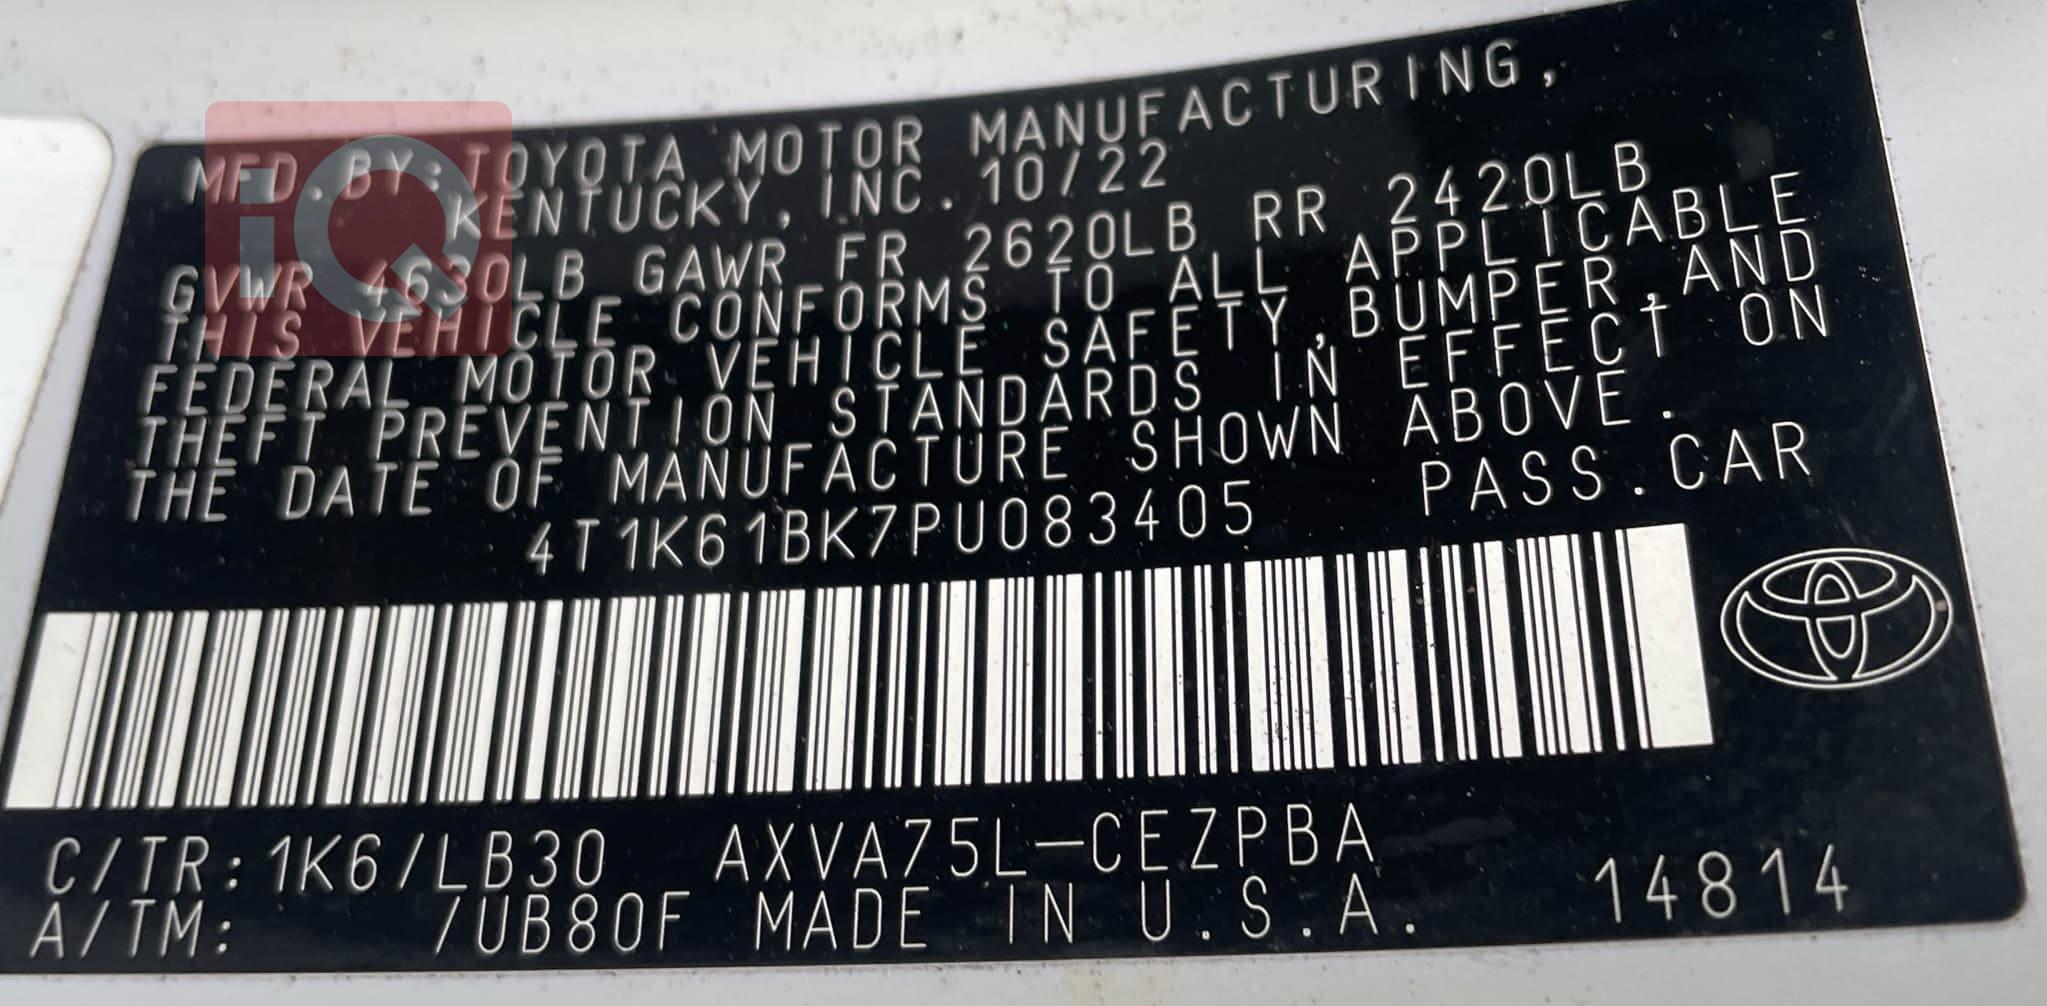 MFD.BY:TOYOTA MOTOR MANUFACTURING,
KENTUCKY,INC. 10/22
GVWR 4630LB GAWR FR 2620LB RR 2420LB
THIS VEHICLE CONFORMS TO ALL APPLICABLE
FEDERAL MOTOR VEHICLE SAFETY,BUMPER,AND
THEFT PREVENTION STANDARDS IN EFFECT ON
THE DATE OF MANUFACTURE SHOWN ABOVE.
4T1K61BK7PU083405 PASS.CAR
C/TR:1K6/LB30 AXVA75L-CEZPBA
A/TM: /UB80F MADE IN U.S.A. 14814
iQ